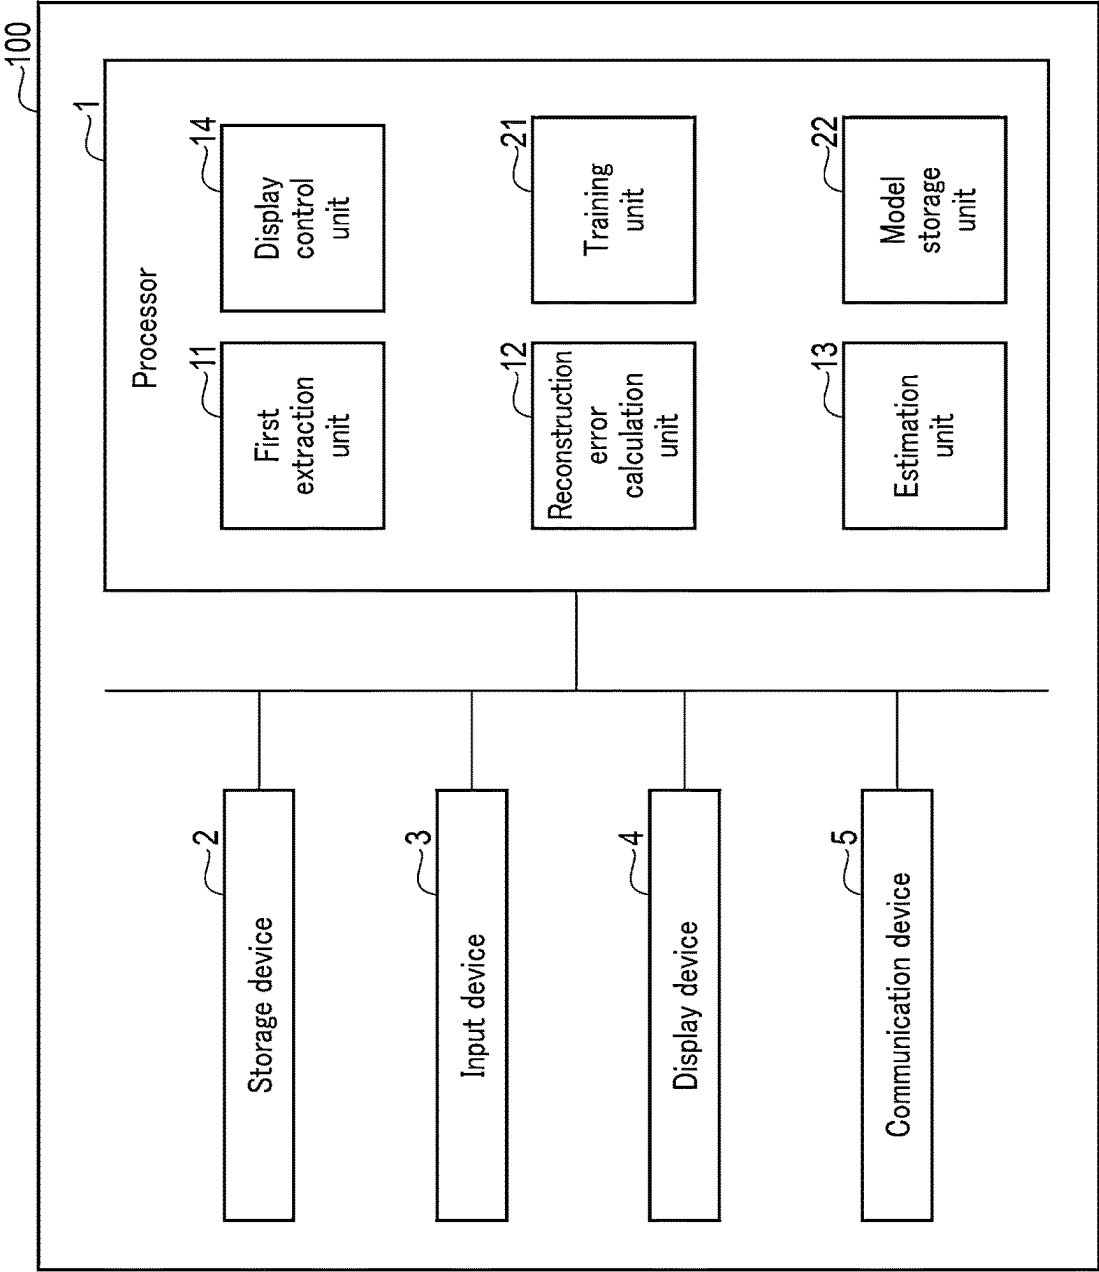 100
1
Processor
11
First
extraction
unit
14
Display
control
unit
12
Reconstruction
error
calculation
unit
21
Training
unit
13
Estimation
unit
22
Model
storage
unit
2
Storage device
3
Input device
4
Display device
5
Communication device